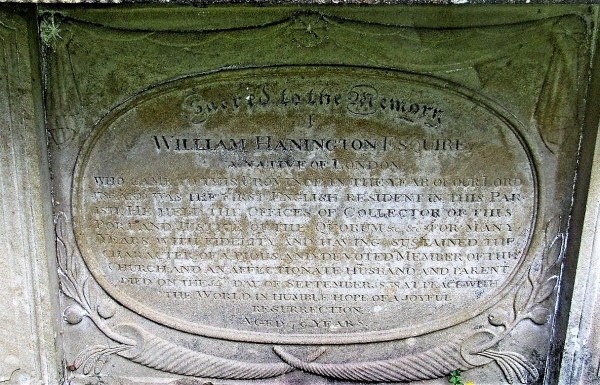 Sacred to the Memory
of
WILLIAM HANINGTON ESQUIRE,
A NATIVE OF LONDON
WHO CAME TO THIS PROVINCE IN THE YEAR OF OUR LORD
AND WAS THE FIRST ENGLISH RESIDENT IN THIS PAR
ISH. HE HELD THE OFFICES OF COLLECTOR OF THIS
PORT AND JUSTICE OF THE QUORUM &c. &c. FOR MANY
YEARS WITH FIDELITY AND HAVING SUSTAINED THE
CHARACTER OF A PIOUS AND DEVOTED MEMBER OF THE
CHURCH, AND AN AFFECTIONATE HUSBAND AND PARENT
DIED ON THE DAY OF SEPTEMBER, AT PEACE WITH
THE WORLD IN HUMBLE HOPE OF A JOYFUL
RESURRECTION
AGED YEARS